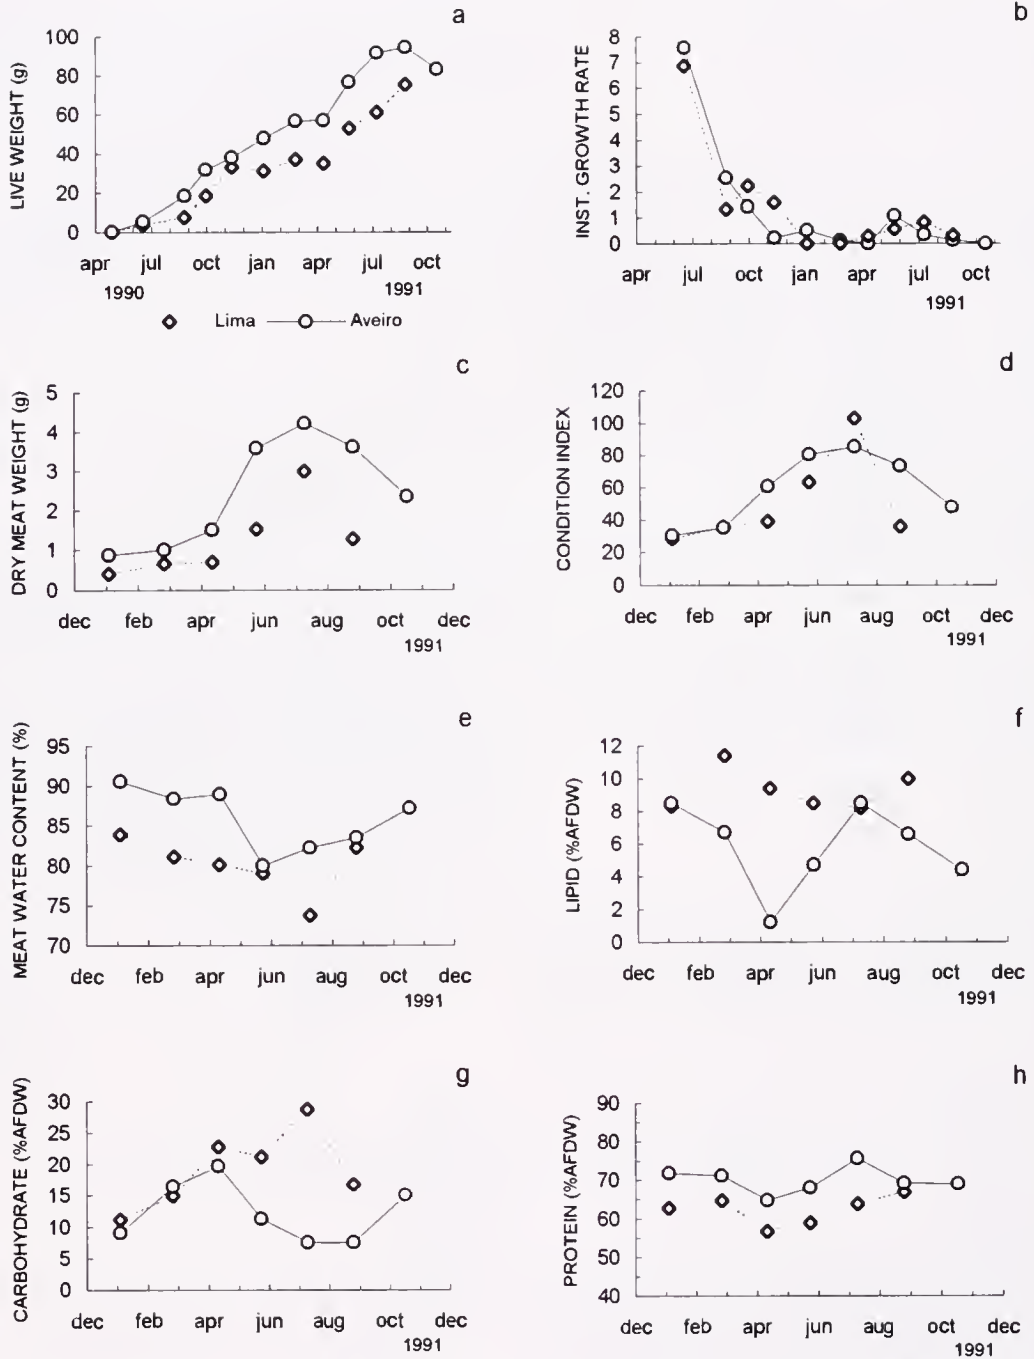 a
LIVE WEIGHT (g)
100
80
60
40
20
0
apr jul oct jan apr jul oct
1990 1991
Lima Aveiro
b
INST. GROWTH RATE
8
7
6
5
4
3
2
1
0
apr jul oct jan apr jul oct
1991
c
DRY MEAT WEIGHT (g)
5
4
3
2
1
0
dec feb apr jun aug oct dec
1991
d
CONDITION INDEX
120
100
80
60
40
20
0
dec feb apr jun aug oct dec
1991
e
MEAT WATER CONTENT (%)
95
90
85
80
75
70
dec feb apr jun aug oct dec
1991
f
LIPID (%AFDW)
12
10
8
6
4
2
0
dec feb apr jun aug oct dec
1991
g
CARBOHYDRATE (%AFDW)
30
25
20
15
10
5
0
dec feb apr jun aug oct dec
1991
h
PROTEIN (%AFDW)
90
80
70
60
50
40
dec feb apr jun aug oct dec
1991